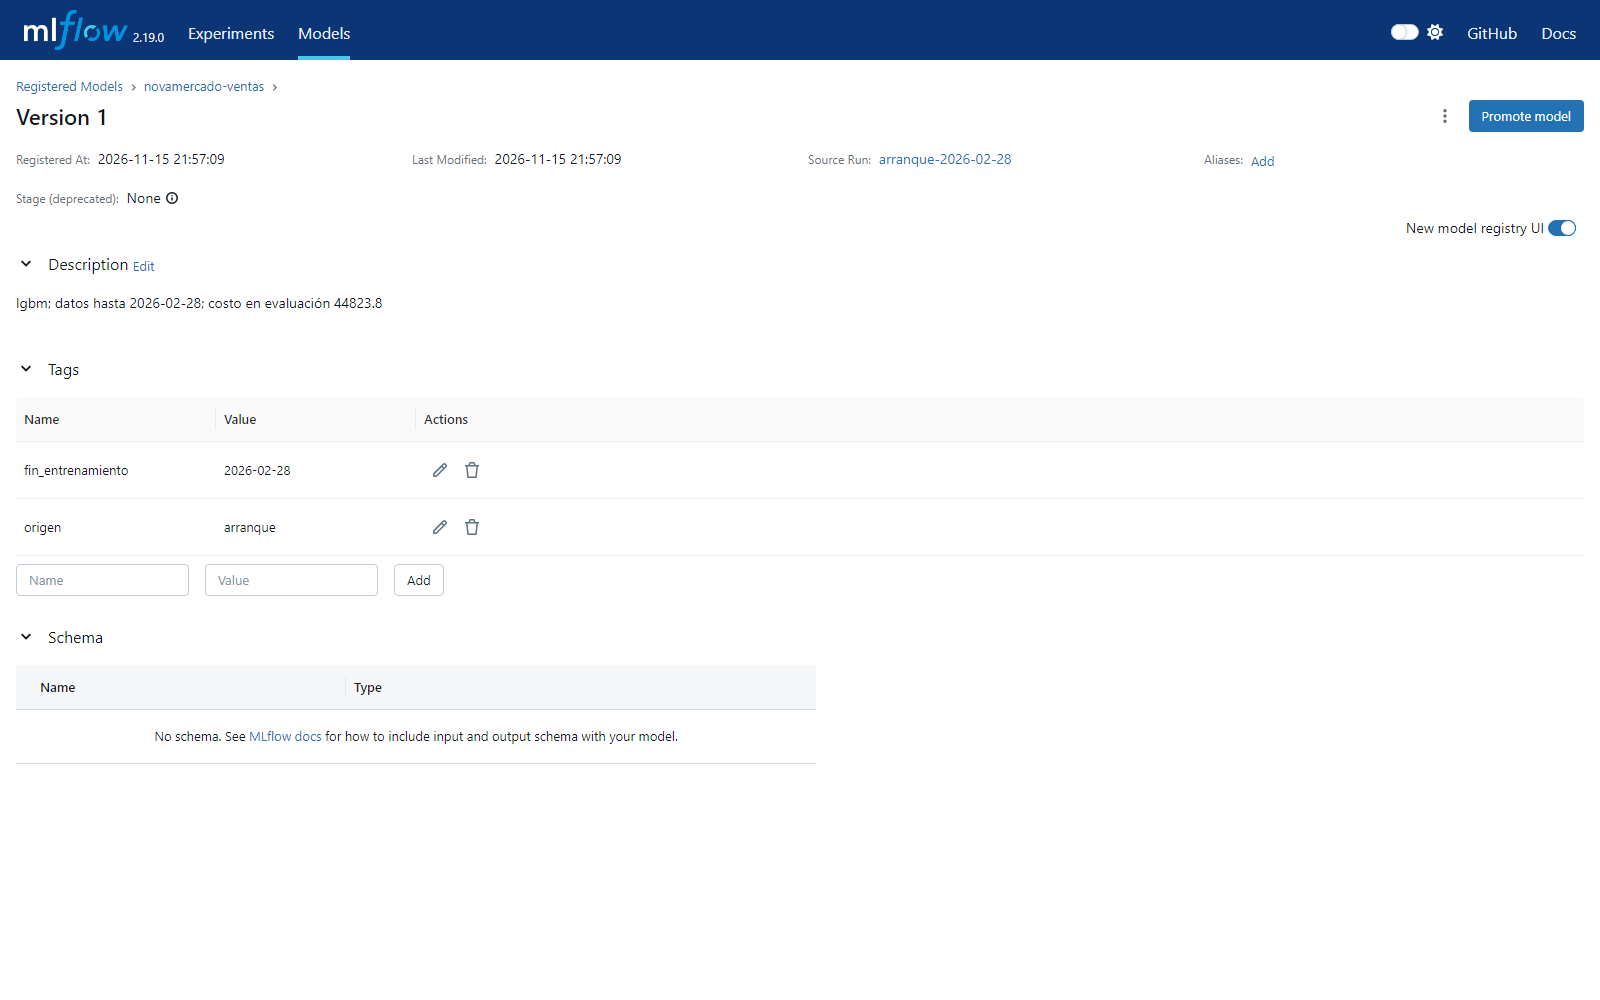 mlflow 2.19.0 Experiments Models GitHub Docs
Registered Models > novamercado-ventas >
Version 1
Promote model
Registered At: 2026-11-15 21:57:09 Last Modified: 2026-11-15 21:57:09 Source Run: arranque-2026-02-28 Aliases: Add
Stage (deprecated): None
New model registry UI
Description Edit
lgbm; datos hasta 2026-02-28; costo en evaluación 44823.8
Tags
Name Value Actions
fin_entrenamiento 2026-02-28
origen arranque
Name Value Add
Schema
Name Type
No schema. See MLflow docs for how to include input and output schema with your model.